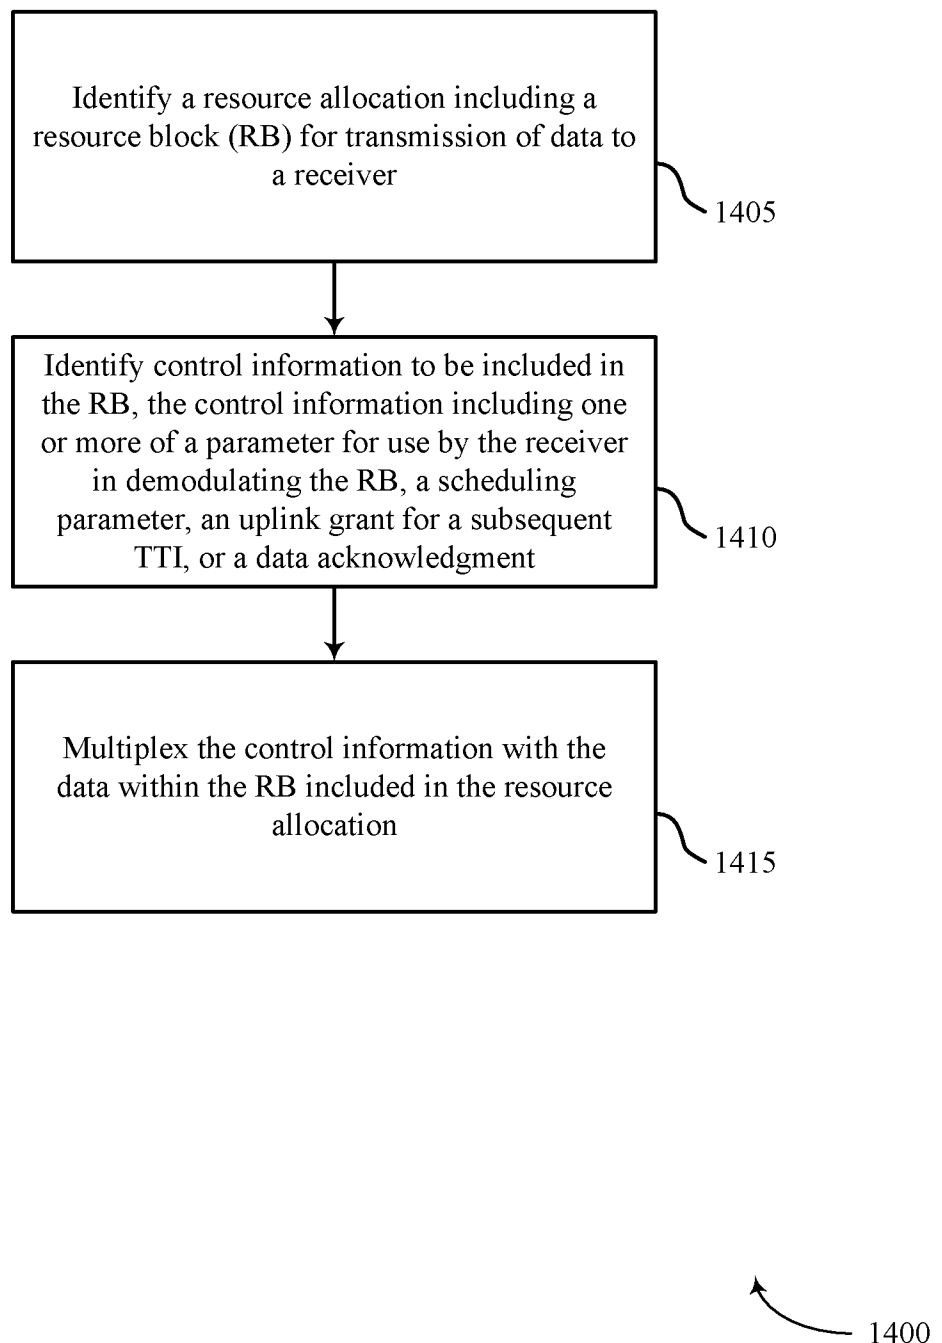 Identify a resource allocation including a
resource block (RB) for transmission of data to
a receiver
1405
Identify control information to be included in
the RB, the control information including one
or more of a parameter for use by the receiver
in demodulating the RB, a scheduling
parameter, an uplink grant for a subsequent
TTI, or a data acknowledgment
1410
Multiplex the control information with the
data within the RB included in the resource
allocation
1415
1400